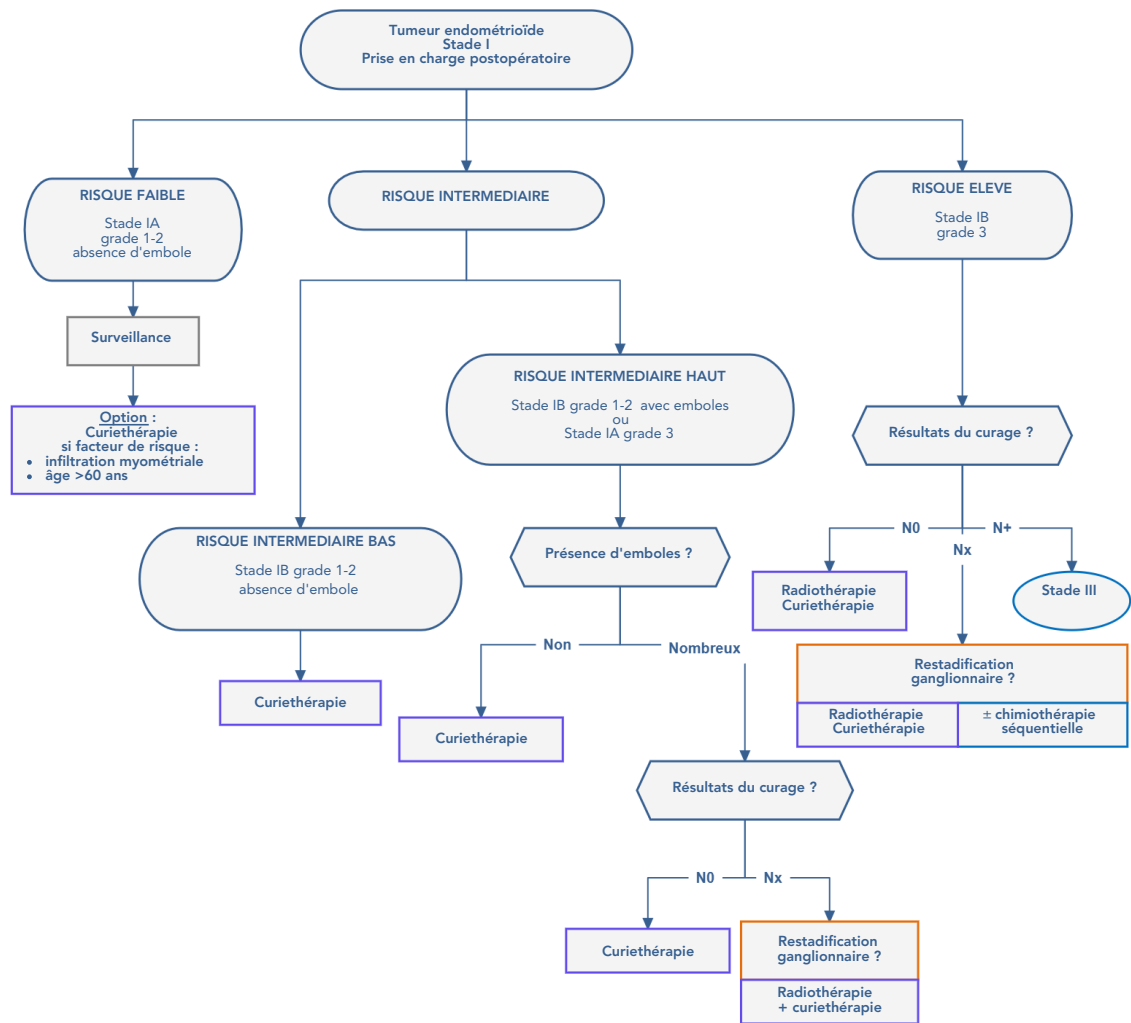 Tumeur endométrioïde
Stade I
Prise en charge postopératoire
RISQUE FAIBLE
Stade IA
grade 1-2
absence d'embole
RISQUE INTERMEDIAIRE
RISQUE ELEVE
Stade IB
grade 3
Surveillance
Option :
Curiethérapie
si facteur de risque :
• infiltration myométriale
• âge >60 ans
RISQUE INTERMEDIAIRE HAUT
Stade IB grade 1-2 avec emboles
ou
Stade IA grade 3
Résultats du curage ?
RISQUE INTERMEDIAIRE BAS
Stade IB grade 1-2
absence d'embole
Présence d'emboles ?
N0
N+
Nx
Radiothérapie
Curiethérapie
Stade III
Non
Nombreux
Restadification
ganglionnaire ?
Radiothérapie
Curiethérapie
± chimiothérapie
séquentielle
Curiethérapie
Curiethérapie
Résultats du curage ?
N0
Nx
Curiethérapie
Restadification
ganglionnaire ?
Radiothérapie
+ curiethérapie